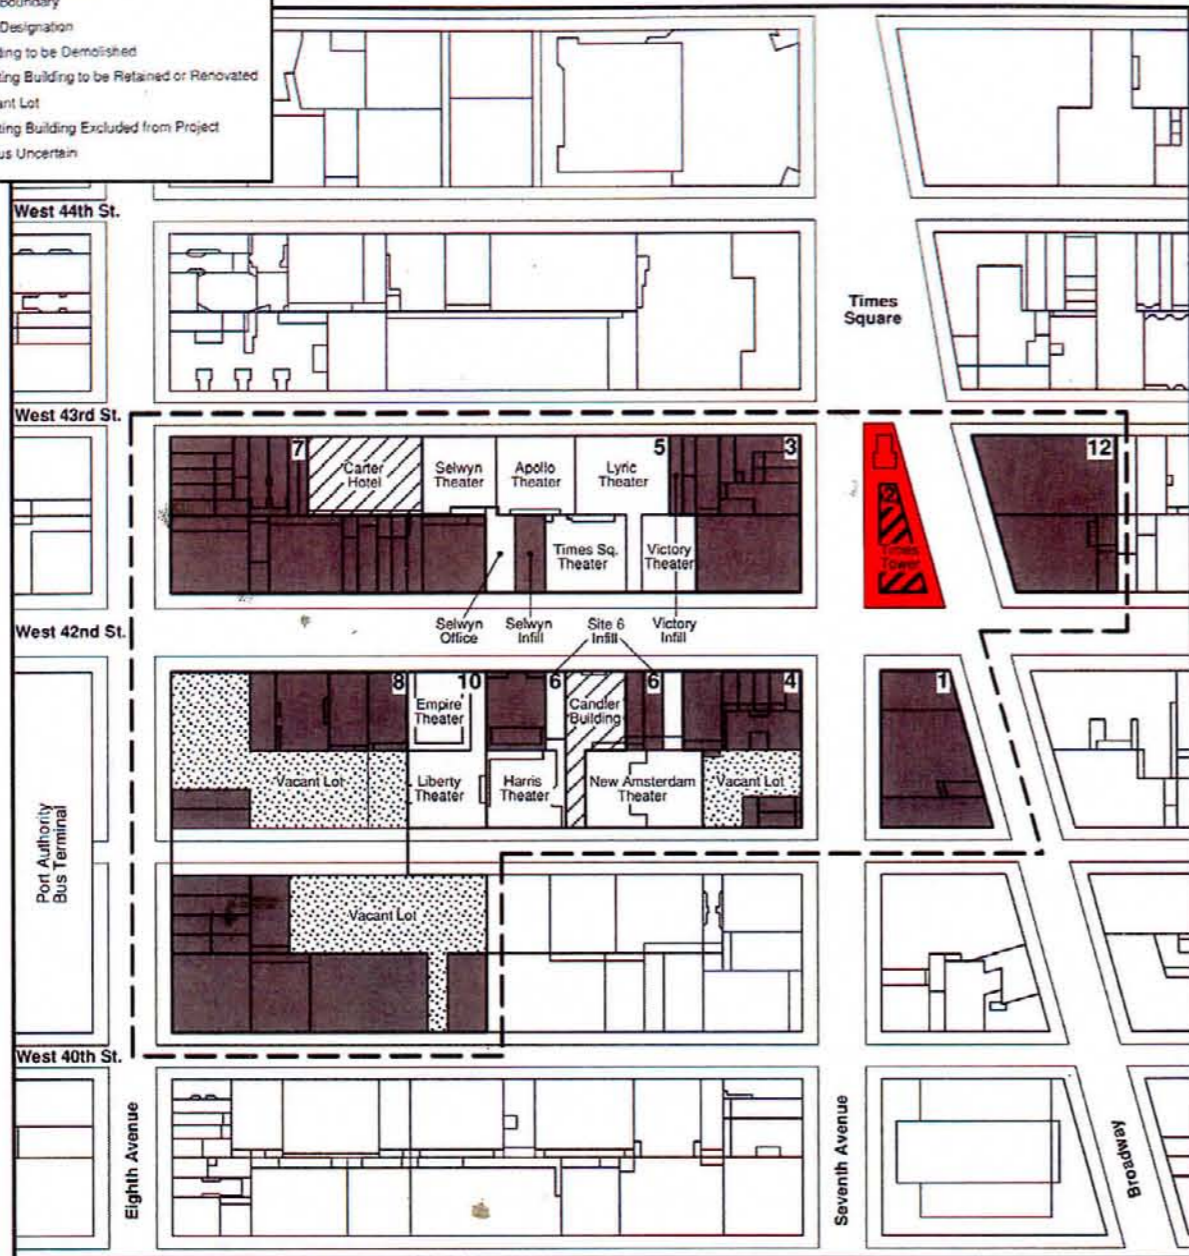 Boundary
Designation
ding to be Demolished
ting Building to be Retained or Renovated
ant Lot
ting Building Excluded from Project
us Uncertain
West 44th St.
Times
Square
West 43rd St.
7
Carter
Hotel
Selwyn
Theater
Apollo
Theater
5
Lyric
Theater
3
12
2
Times
Tower
Times Sq.
Theater
Victory
Theater
West 42nd St.
Selwyn
Office
Selwyn
Infill
Site 6
Infill
Victory
Infill
8
10
Empire
Theater
6
Candler
Building
6
4
1
Vacant Lot
Liberty
Theater
Harris
Theater
New Amsterdam
Theater
Vacant Lot
Port Authority
Bus Terminal
Vacant Lot
West 40th St.
Eighth Avenue
Seventh Avenue
Broadway